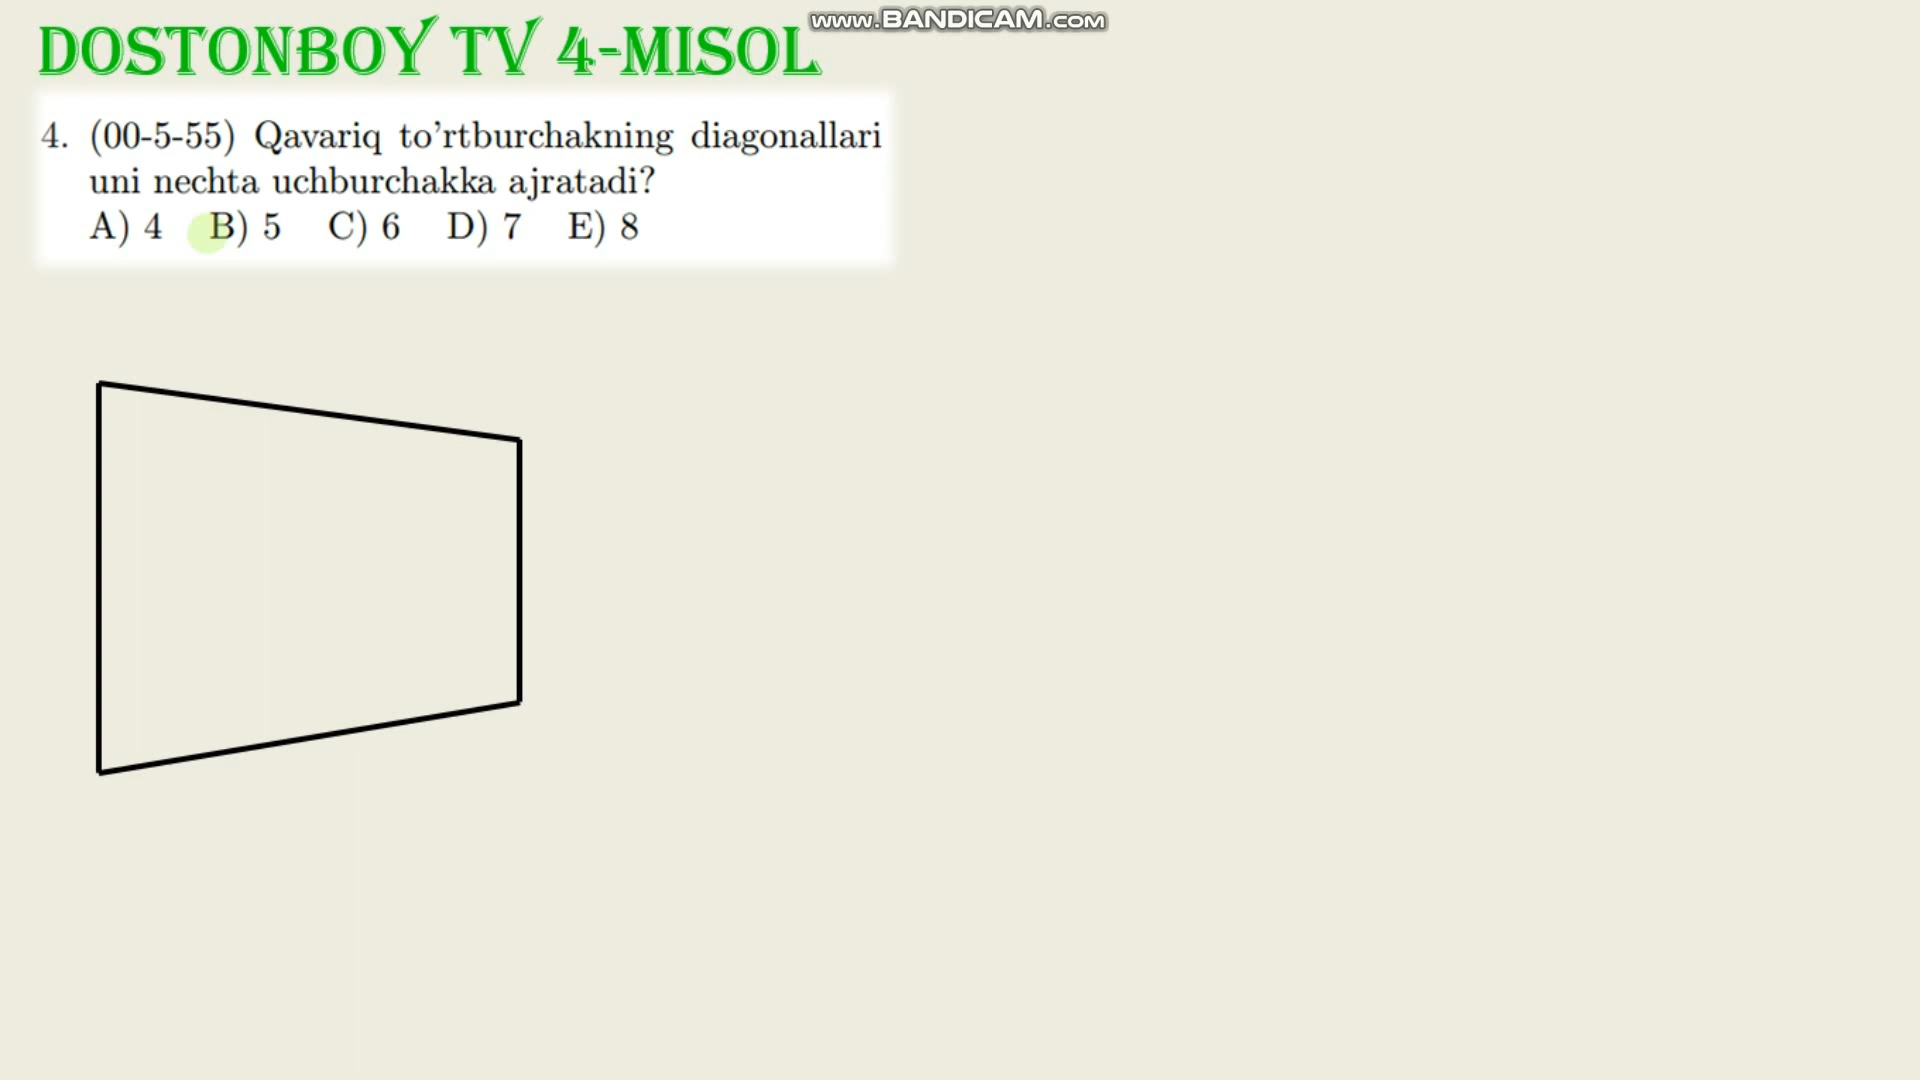 DOSTONBOY TV 4-MISOL
www.BANDICAM.com
4. (00-5-55) Qavariq to'rtburchakning diagonallari
uni nechta uchburchakka ajratadi?
A) 4 B) 5 C) 6 D) 7 E) 8